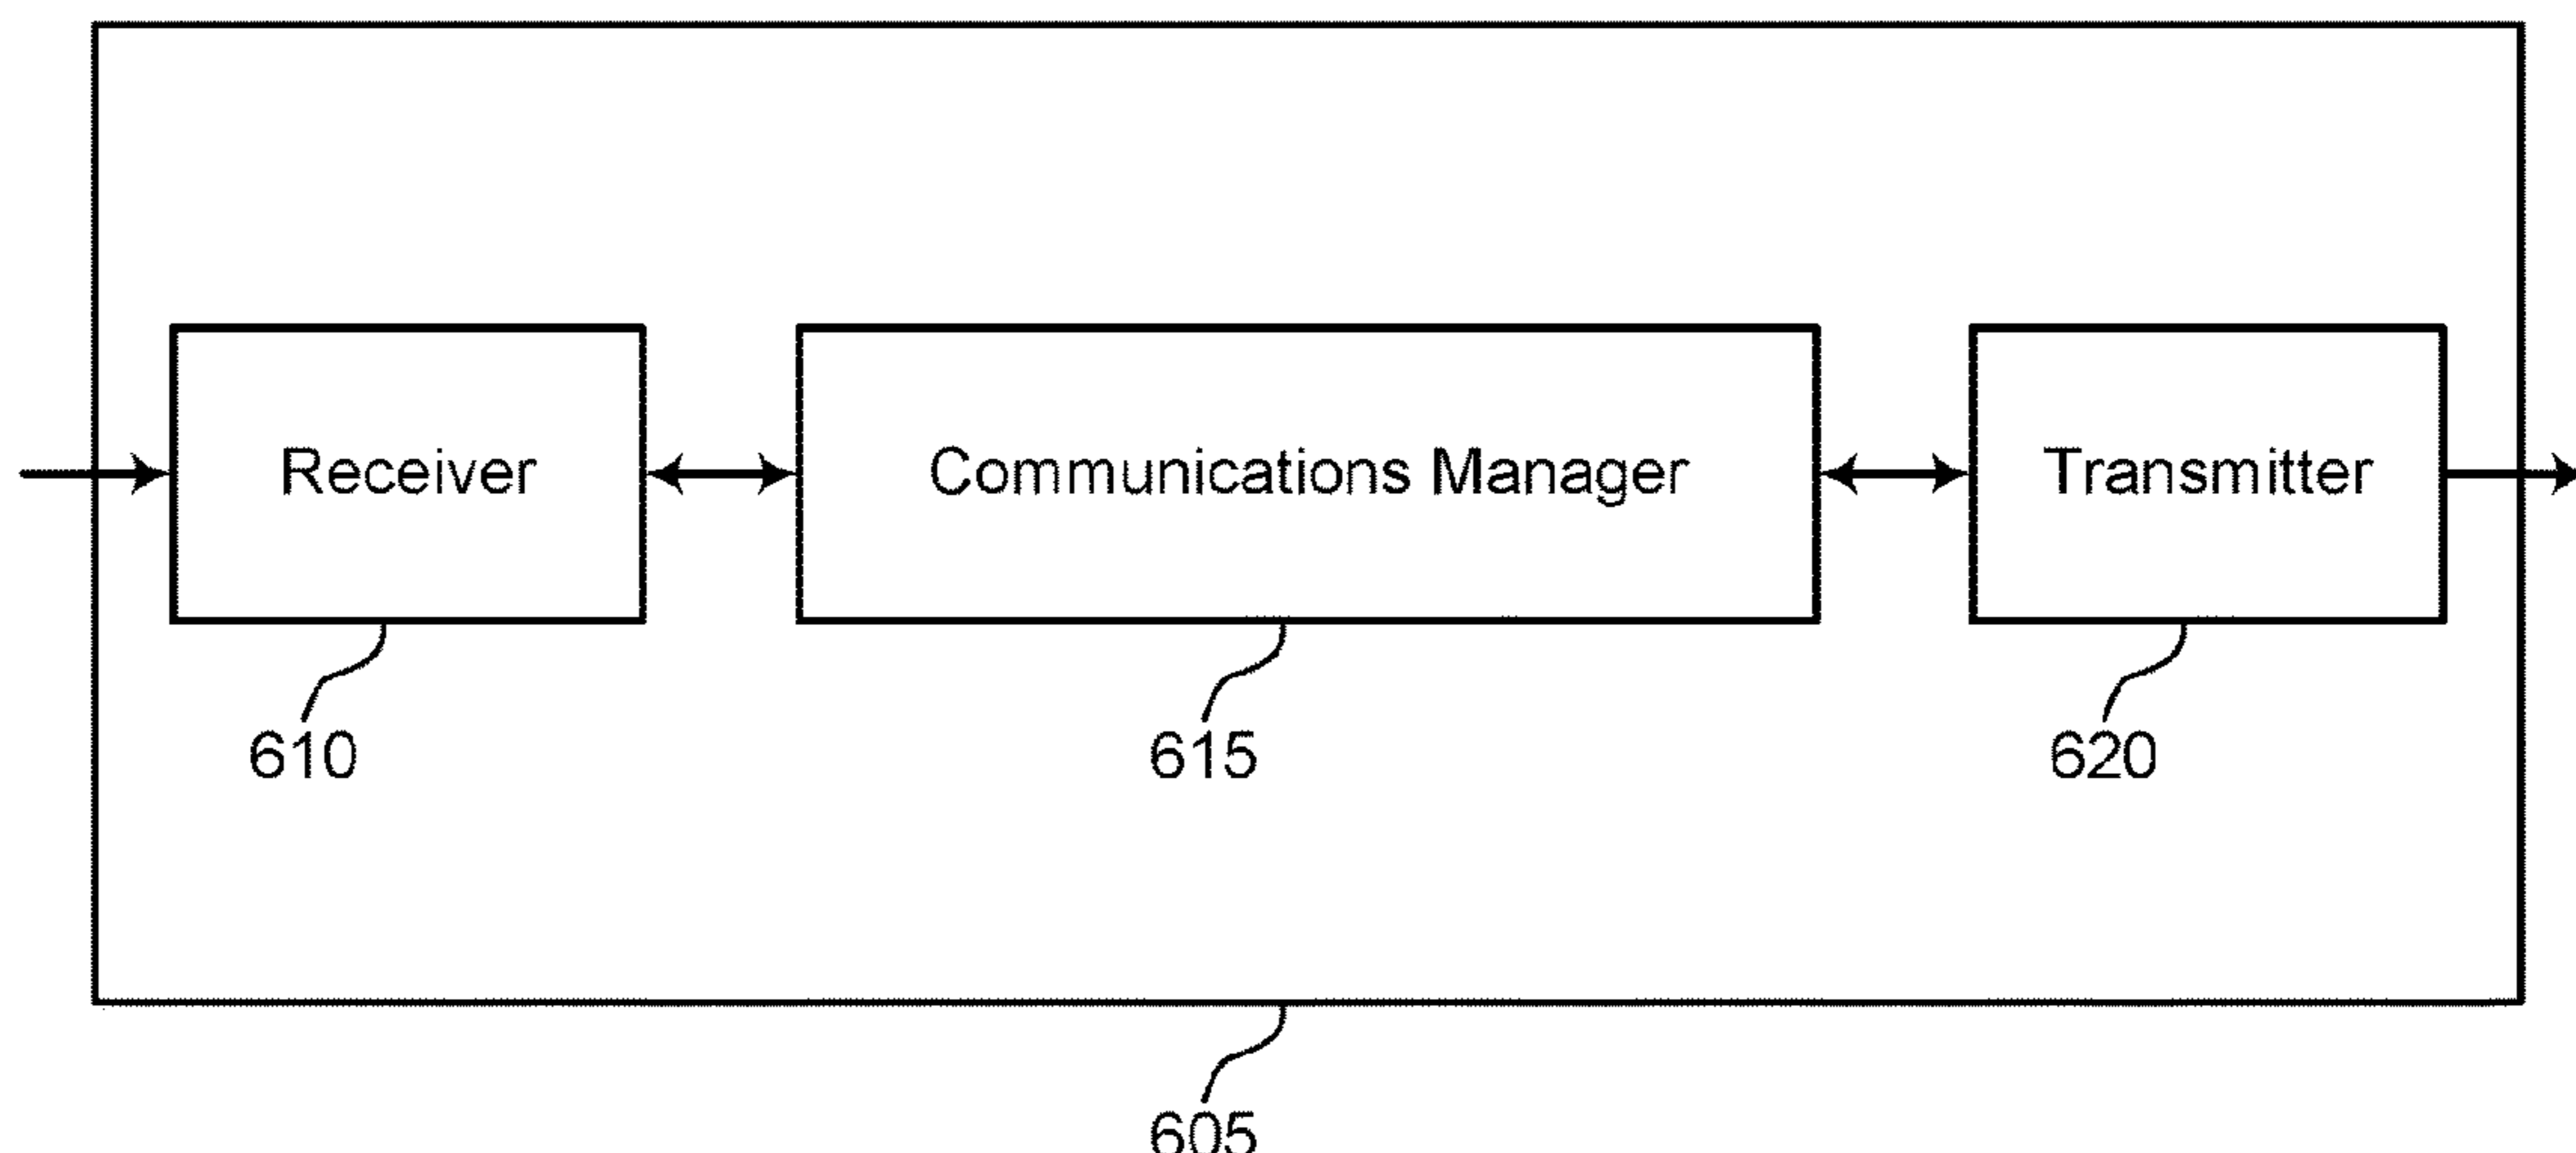 Receiver
Communications Manager
Transmitter
610
615
620
605